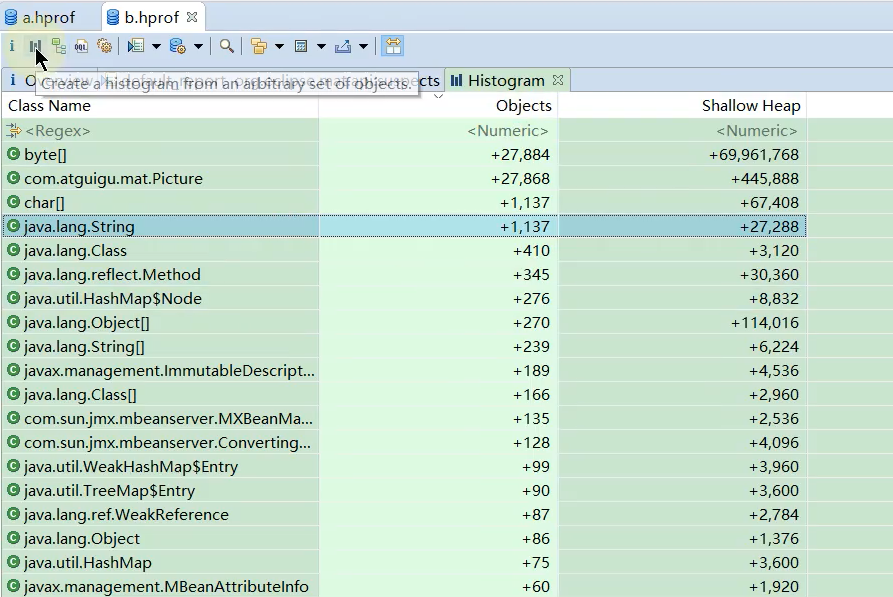 a.hprof b.hprof
Create a histogram from an arbitrary set of objects. Histogram
Class Name Objects Shallow Heap
<Regex> <Numeric> <Numeric>
byte[] +27,884 +69,961,768
com.atguigu.mat.Picture +27,868 +445,888
char[] +1,137 +67,408
java.lang.String +1,137 +27,288
java.lang.Class +410 +3,120
java.lang.reflect.Method +345 +30,360
java.util.HashMap$Node +276 +8,832
java.lang.Object[] +270 +114,016
java.lang.String[] +239 +6,224
javax.management.ImmutableDescript... +189 +4,536
java.lang.Class[] +166 +2,960
com.sun.jmx.mbeanserver.MXBeanMa... +135 +2,536
com.sun.jmx.mbeanserver.Converting... +128 +4,096
java.util.WeakHashMap$Entry +99 +3,960
java.util.TreeMap$Entry +90 +3,600
java.lang.ref.WeakReference +87 +2,784
java.lang.Object +86 +1,376
java.util.HashMap +75 +3,600
javax.management.MBeanAttributeInfo +60 +1,920